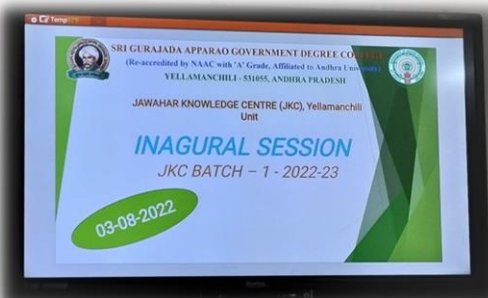 SRI GURAJADA APPARAO GOVERNMENT DEGREE
(Re-accredited by NAAC with 'A' Grade, Affiliated to Andhra University)
YELLAMANCHILI - 531055, ANDHRA PRADESH
JAWAHAR KNOWLEDGE CENTRE (JKC), Yellamanchili
Unit
INAGURAL SESSION
JKC BATCH – 1 - 2022-23
03-08-2022